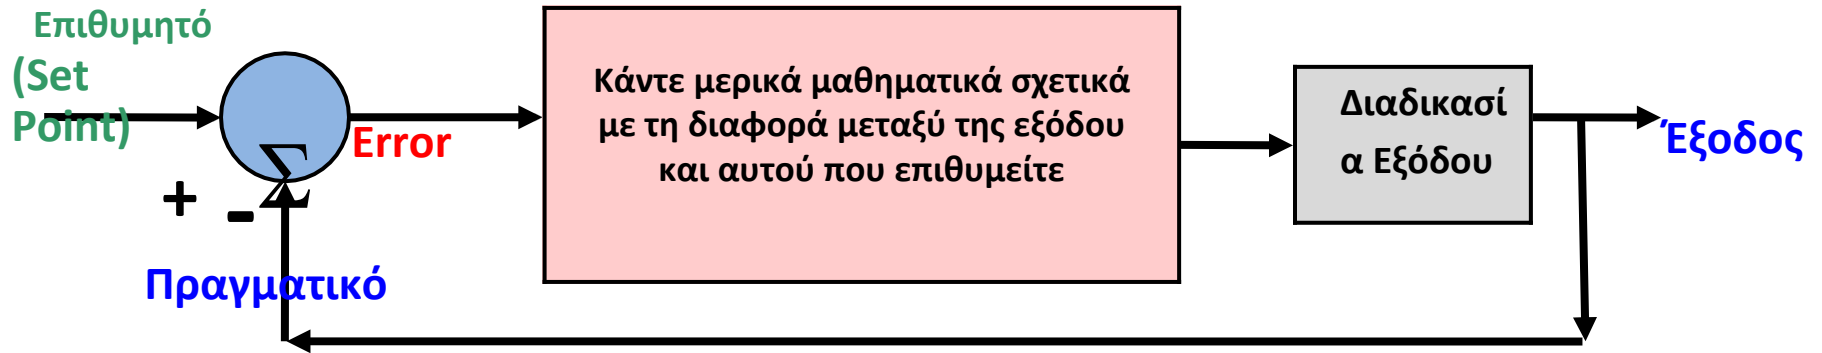 Επιθυμητό
(Set
Point)
Σ
Error
+
-
Πραγματικό
Κάντε μερικά μαθηματικά σχετικά
με τη διαφορά μεταξύ της εξόδου
και αυτού που επιθυμείτε
Διαδικασί
α Εξόδου
Έξοδος